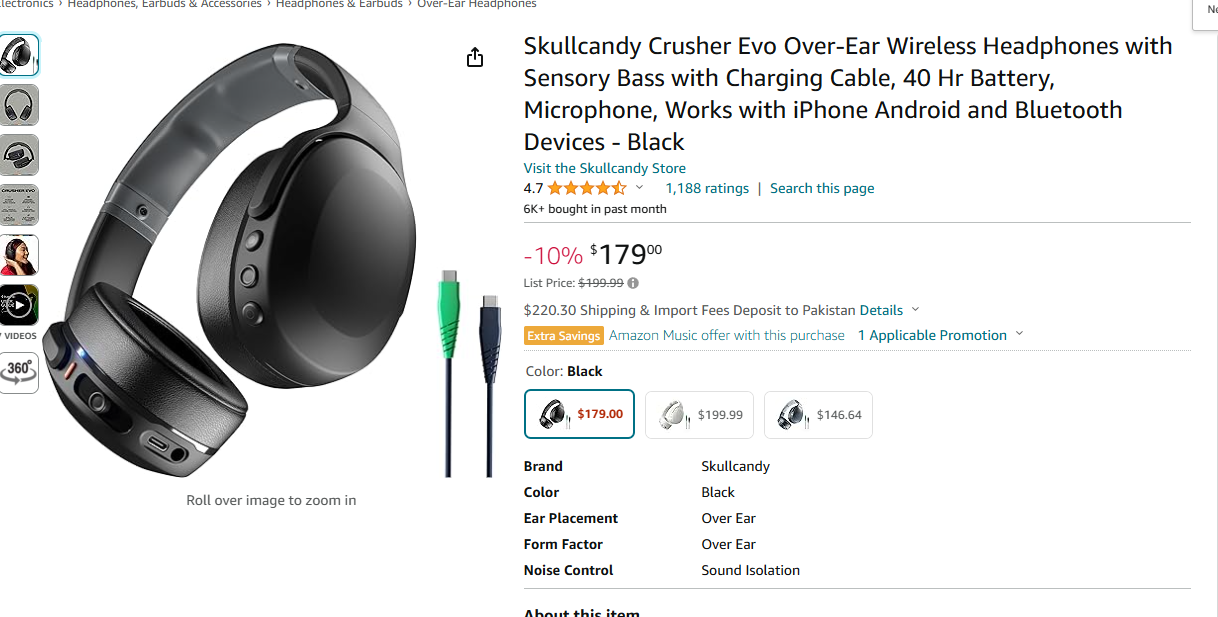 lectronics › Headphones, Earbuds & Accessories › Headphones & Earbuds › Over-Ear Headphones
Skullcandy Crusher Evo Over-Ear Wireless Headphones with
Sensory Bass with Charging Cable, 40 Hr Battery,
Microphone, Works with iPhone Android and Bluetooth
Devices - Black
Visit the Skullcandy Store
4.7 1,188 ratings | Search this page
6K+ bought in past month
-10% $17900
List Price: $199.99
$220.30 Shipping & Import Fees Deposit to Pakistan Details
Extra Savings Amazon Music offer with this purchase 1 Applicable Promotion
Color: Black
$179.00 $199.99 $146.64
Brand Skullcandy
Color Black
Ear Placement Over Ear
Form Factor Over Ear
Noise Control Sound Isolation
About this item
CRUSHER EVO
VIDEOS
360°
Roll over image to zoom in